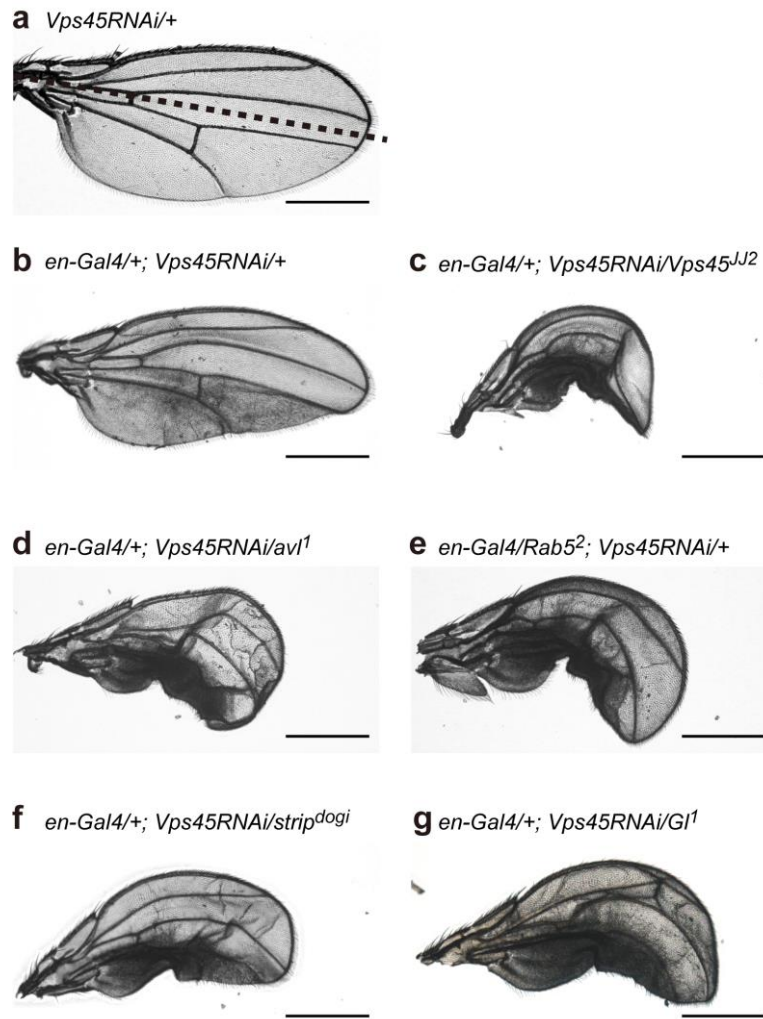 a Vps45RNAi/+
b en-Gal4/+; Vps45RNAi/+
c en-Gal4/+; Vps45RNAi/Vps45JJ2
d en-Gal4/+; Vps45RNAi/avl1
e en-Gal4/Rab52; Vps45RNAi/+
f en-Gal4/+; Vps45RNAi/stripdogi
g en-Gal4/+; Vps45RNAi/Gl1